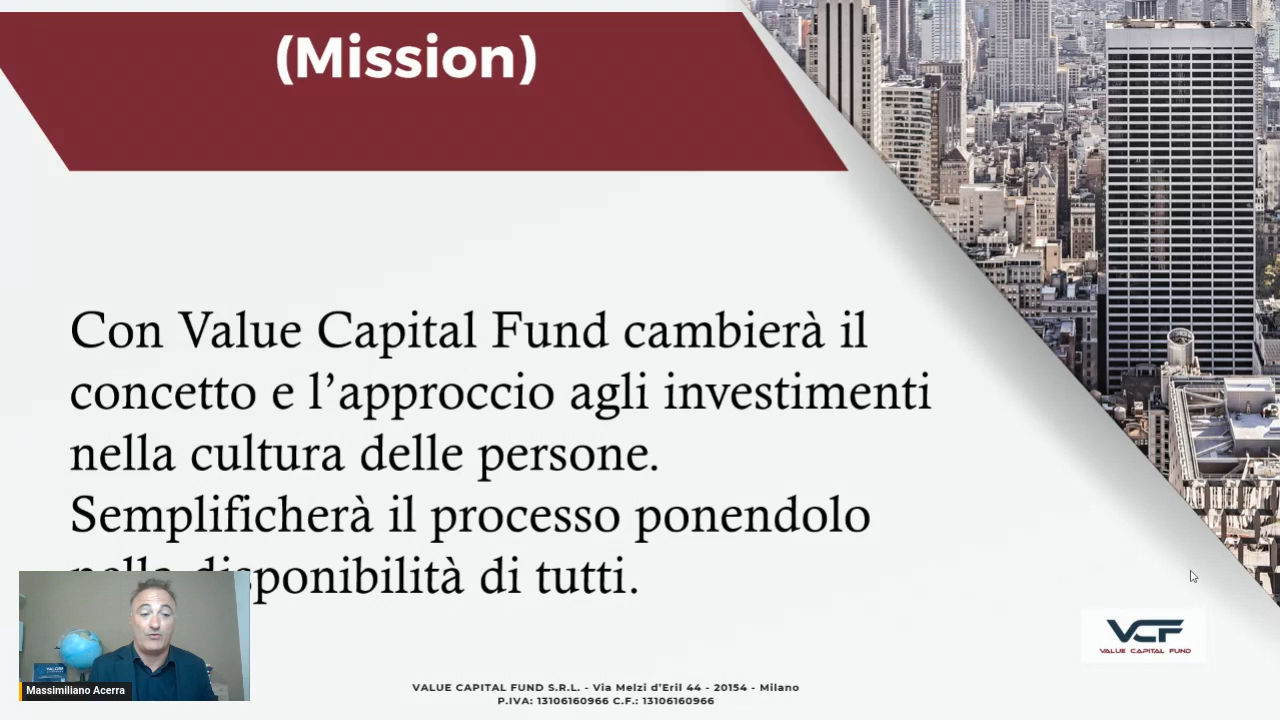 (Mission)
Con Value Capital Fund cambierà il
concetto e l’approccio agli investimenti
nella cultura delle persone.
Semplificherà il processo ponendolo
nella disponibilità di tutti.
VALORE
Massimiliano Acerra
VCF
VALUE CAPITAL FUND
VALUE CAPITAL FUND S.R.L. - Via Melzi d’Eril 44 - 20154 - Milano
P.IVA: 13106160966 C.F.: 13106160966